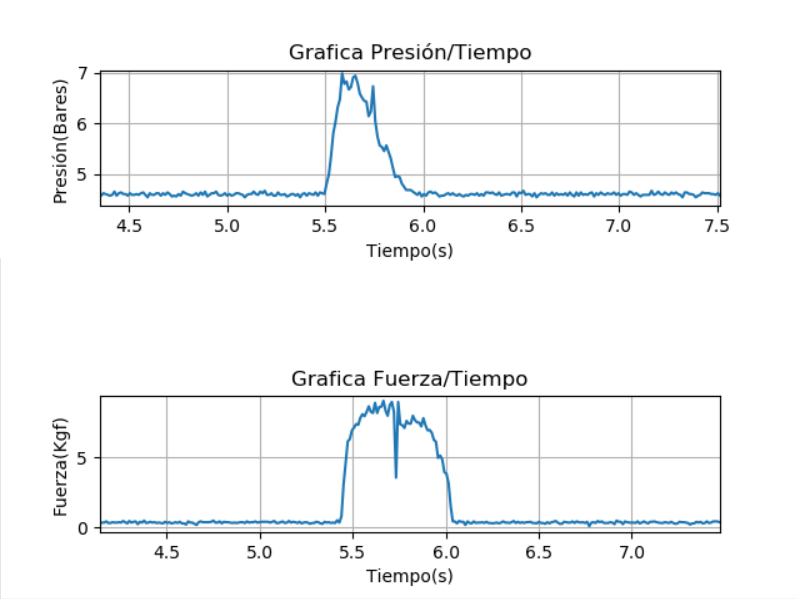 Grafica Presión/Tiempo
Presión(Bares)
7
6
5
4.5 5.0 5.5 6.0 6.5 7.0 7.5
Tiempo(s)
Grafica Fuerza/Tiempo
Fuerza(Kgf)
5
0
4.5 5.0 5.5 6.0 6.5 7.0
Tiempo(s)